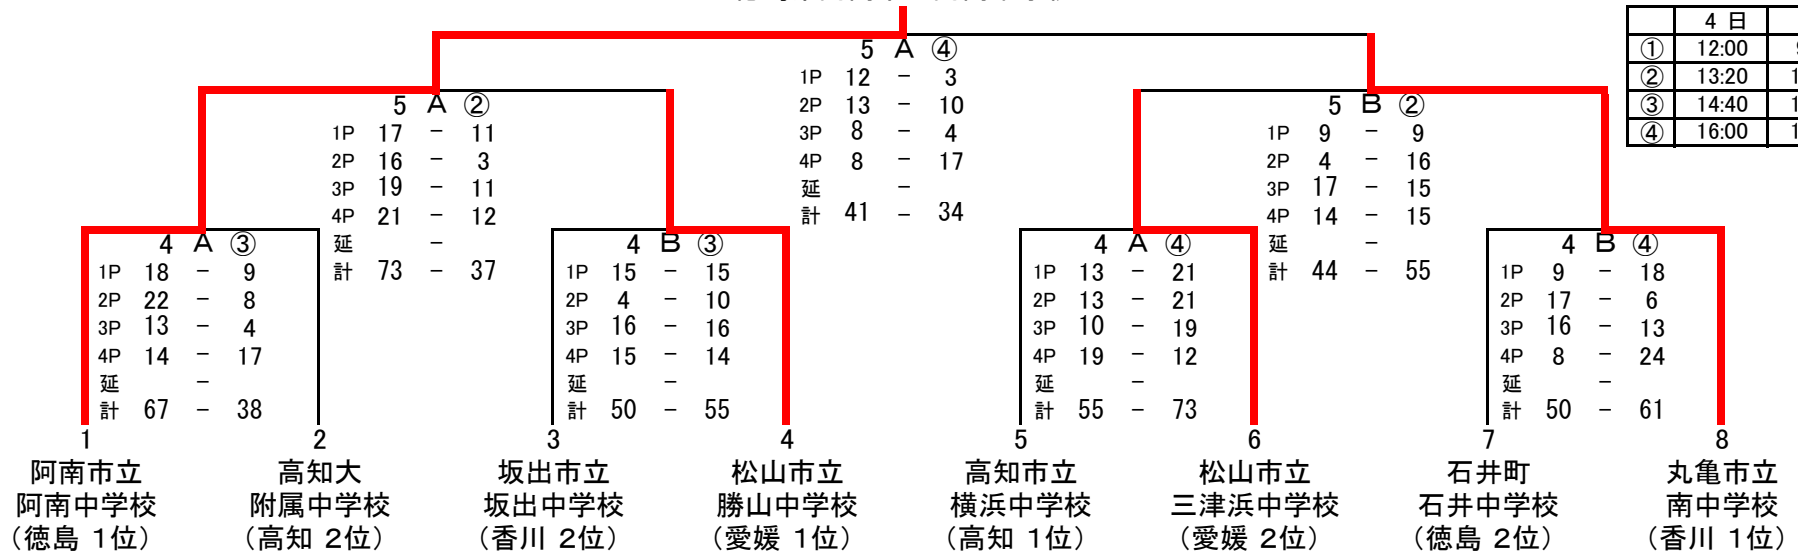 4 日
① 12:00
② 13:20
③ 14:40
④ 16:00
5 A ④
1P 12 － 3
2P 13 － 10
3P 8 － 4
4P 8 － 17
延 －
計 41 － 34
5 A ②
1P 17 － 11
2P 16 － 3
3P 19 － 11
4P 21 － 12
延 －
計 73 － 37
5 B ②
1P 9 － 9
2P 4 － 16
3P 17 － 15
4P 14 － 15
延 －
計 44 － 55
4 A ③
1P 18 － 9
2P 22 － 8
3P 13 － 4
4P 14 － 17
延 －
計 67 － 38
4 B ③
1P 15 － 15
2P 4 － 10
3P 16 － 16
4P 15 － 14
延 －
計 50 － 55
4 A ④
1P 13 － 21
2P 13 － 21
3P 10 － 19
4P 19 － 12
延 －
計 55 － 73
4 B ④
1P 9 － 18
2P 17 － 6
3P 16 － 13
4P 8 － 24
延 －
計 50 － 61
1
阿南市立
阿南中学校
（徳島 1位）
2
高知大
附属中学校
（高知 2位）
3
坂出市立
坂出中学校
（香川 2位）
4
松山市立
勝山中学校
（愛媛 1位）
5
高知市立
横浜中学校
（高知 1位）
6
松山市立
三津浜中学校
（愛媛 2位）
7
石井町
石井中学校
（徳島 2位）
8
丸亀市立
南中学校
（香川 1位）